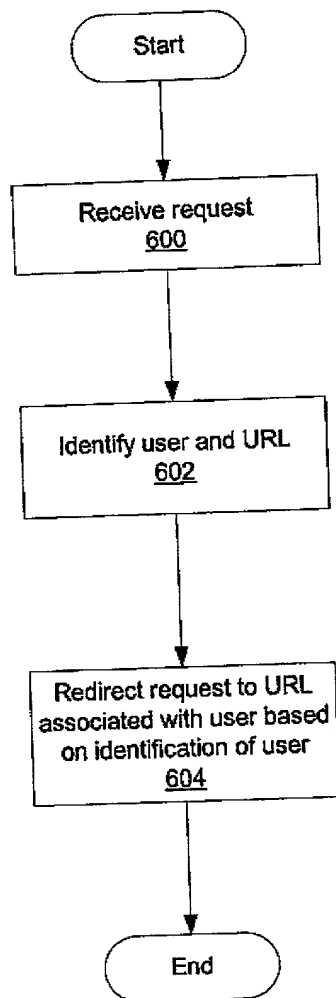 Start
Receive request
600
Identify user and URL
602
Redirect request to URL
associated with user based
on identification of user
604
End